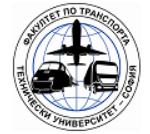 ФАКУЛТЕТ ПО ТРАНСПОРТА
ТЕХНИЧЕСКИ УНИВЕРСИТЕТ – СОФИЯ